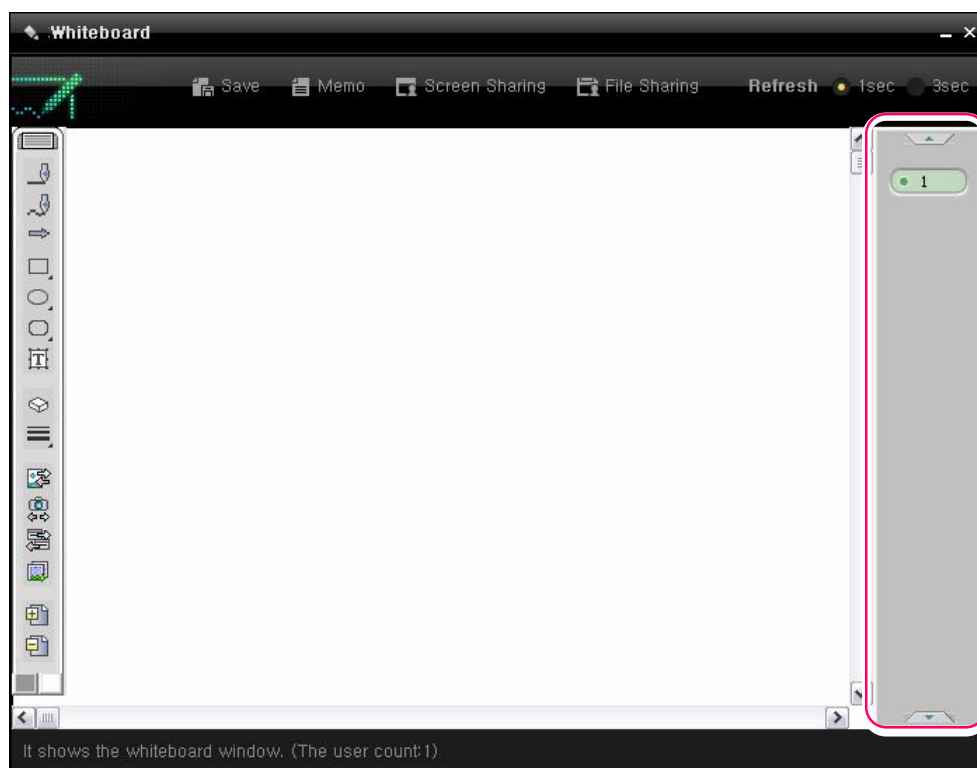 Whiteboard
Save Memo Screen Sharing File Sharing Refresh 1sec 3sec
1
T
It shows the whiteboard window. (The user count:1)